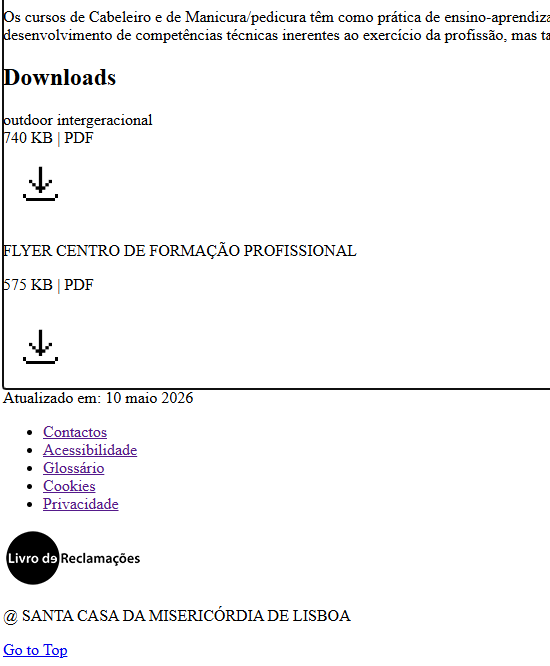 Os cursos de Cabeleiro e de Manicura/pedicura têm como prática de ensino-aprendiza
desenvolvimento de competências técnicas inerentes ao exercício da profissão, mas ta
Downloads
outdoor intergeracional
740 KB | PDF
FLYER CENTRO DE FORMAÇÃO PROFISSIONAL
575 KB | PDF
Atualizado em: 10 maio 2026
Contactos
Acessibilidade
Glossário
Cookies
Privacidade
Livro de Reclamações
@ SANTA CASA DA MISERICÓRDIA DE LISBOA
Go to Top